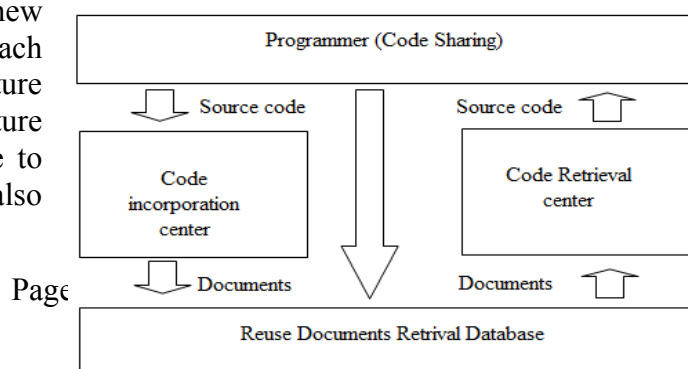 new
ach
ture
ture
e to
also
Page
Programmer (Code Sharing)
Source code
Source code
Code
incorporation
center
Code Retrieval
center
Documents
Documents
Reuse Documents Retrival Database